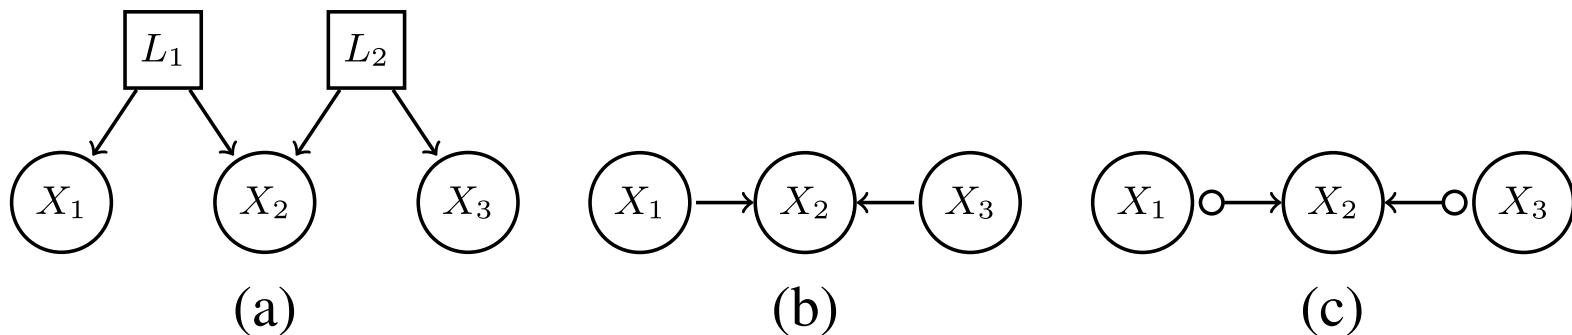 L₁ L₂
X₁ X₂ X₃ X₁ X₂ X₃ X₁ X₂ X₃
(a) (b) (c)